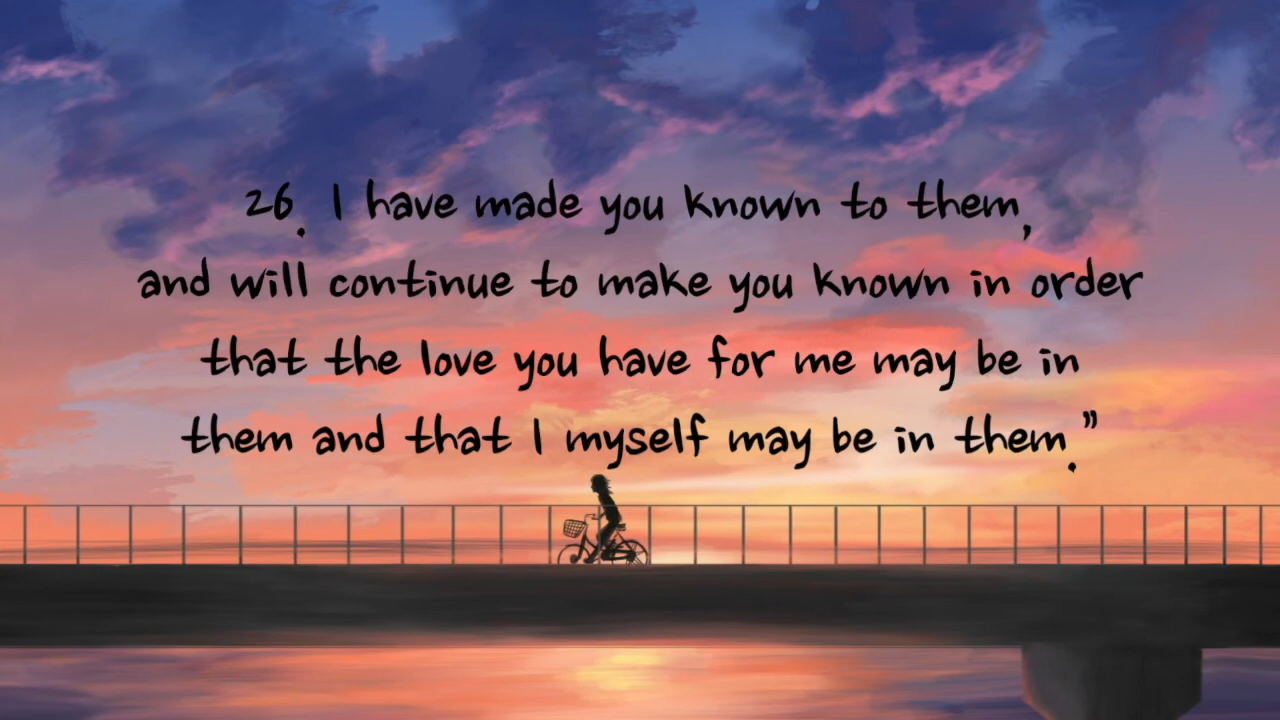 26. I have made you known to them,
and will continue to make you known in order
that the love you have for me may be in
them and that I myself may be in them.”